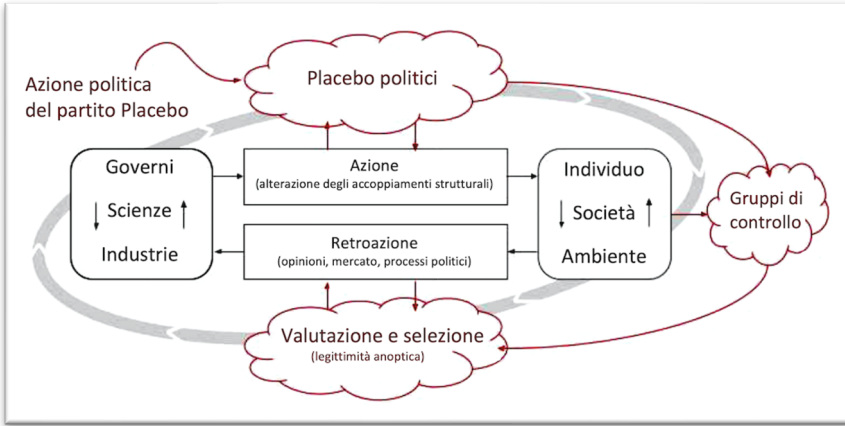 Azione politica
del partito Placebo
Placebo politici
Governi
Scienze
Industrie
Azione
(alterazione degli accoppiamenti strutturali)
Retroazione
(opinioni, mercato, processi politici)
Individuo
Società
Ambiente
Gruppi di
controllo
Valutazione e selezione
(legittimità anoptica)